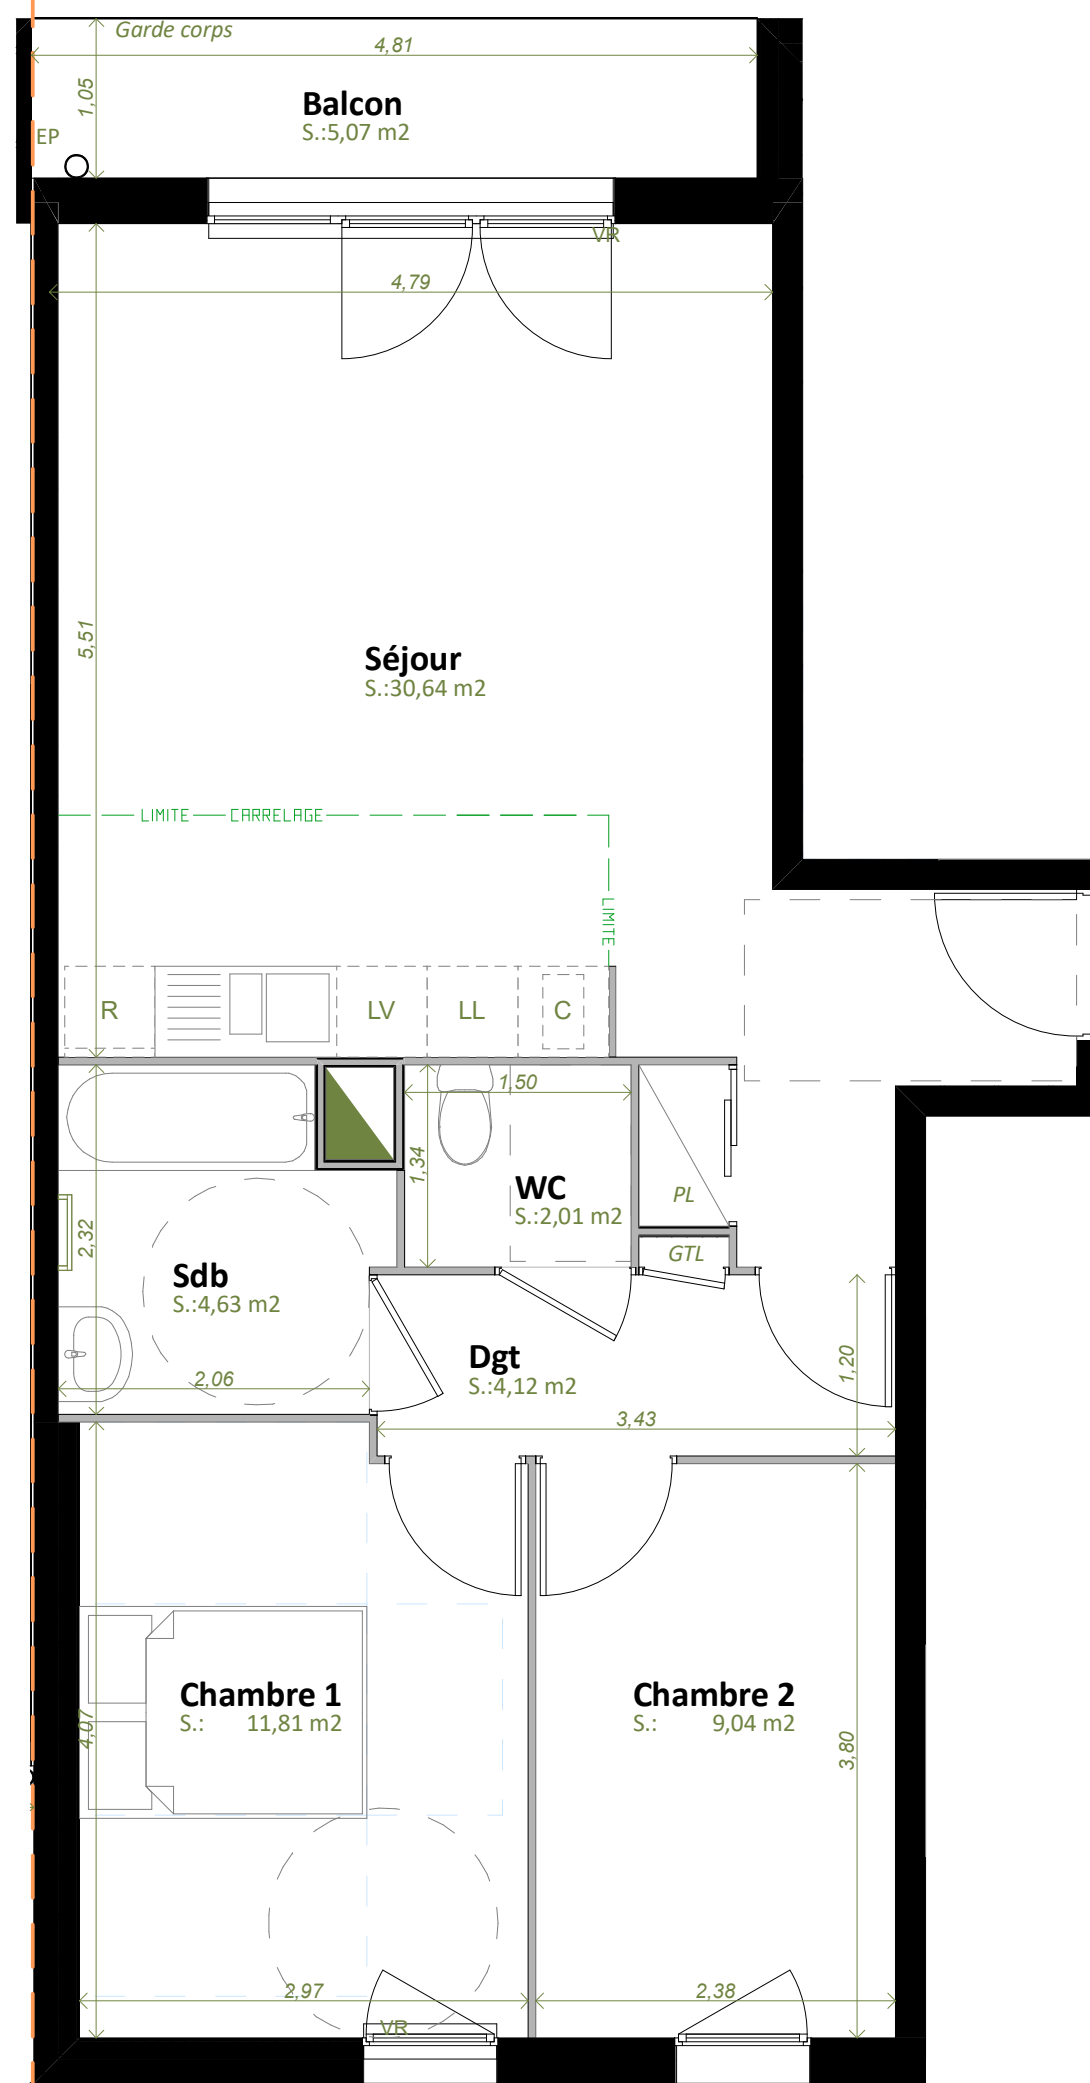 Garde corps
4,81
1,05
Balcon
S.:5,07 m2
EP
VR
4,79
5,51
Séjour
S.:30,64 m2
LIMITE CARRELAGE
LIMITE
R
LV
LL
C
1,50
1,34
WC
S.:2,01 m2
PL
GTL
2,32
Sdb
S.:4,63 m2
2,06
Dgt
S.:4,12 m2
1,20
3,43
Chambre 1
S.: 11,81 m2
4,07
Chambre 2
S.: 9,04 m2
3,80
2,97
2,38
VR